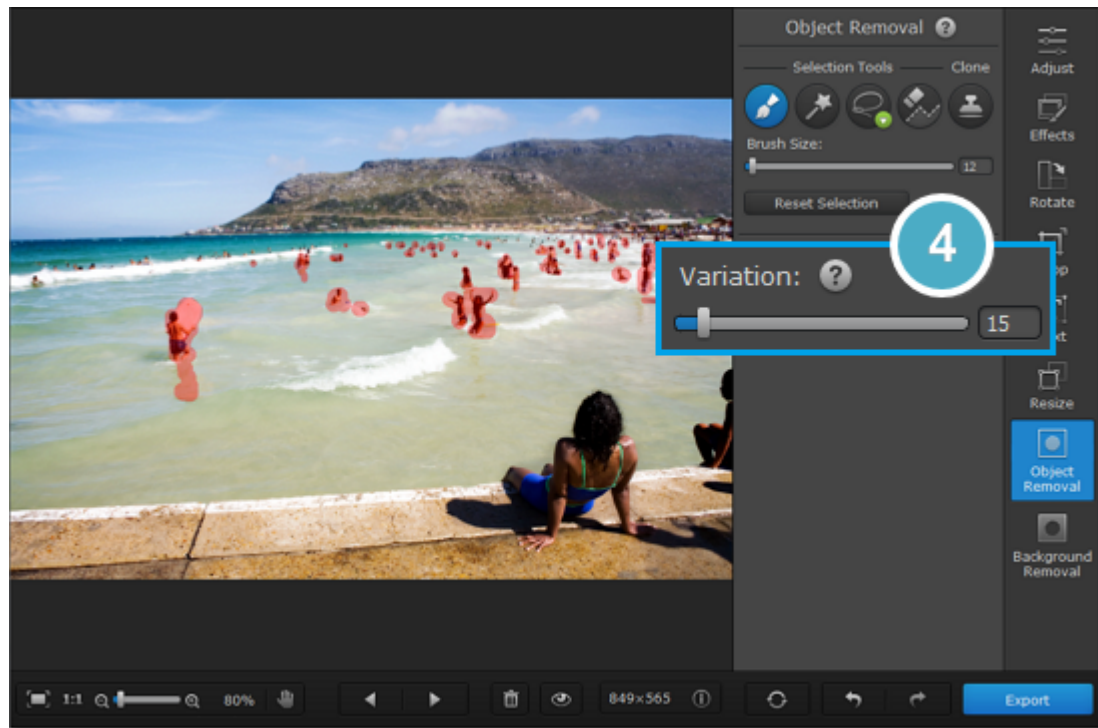 Object Removal ?
Selection Tools
Clone
Brush Size:
12
Reset Selection
4
Variation: ?
15
Adjust
Effects
Rotate
Resize
Object
Removal
Background
Removal
1:1
80%
849×565
Export